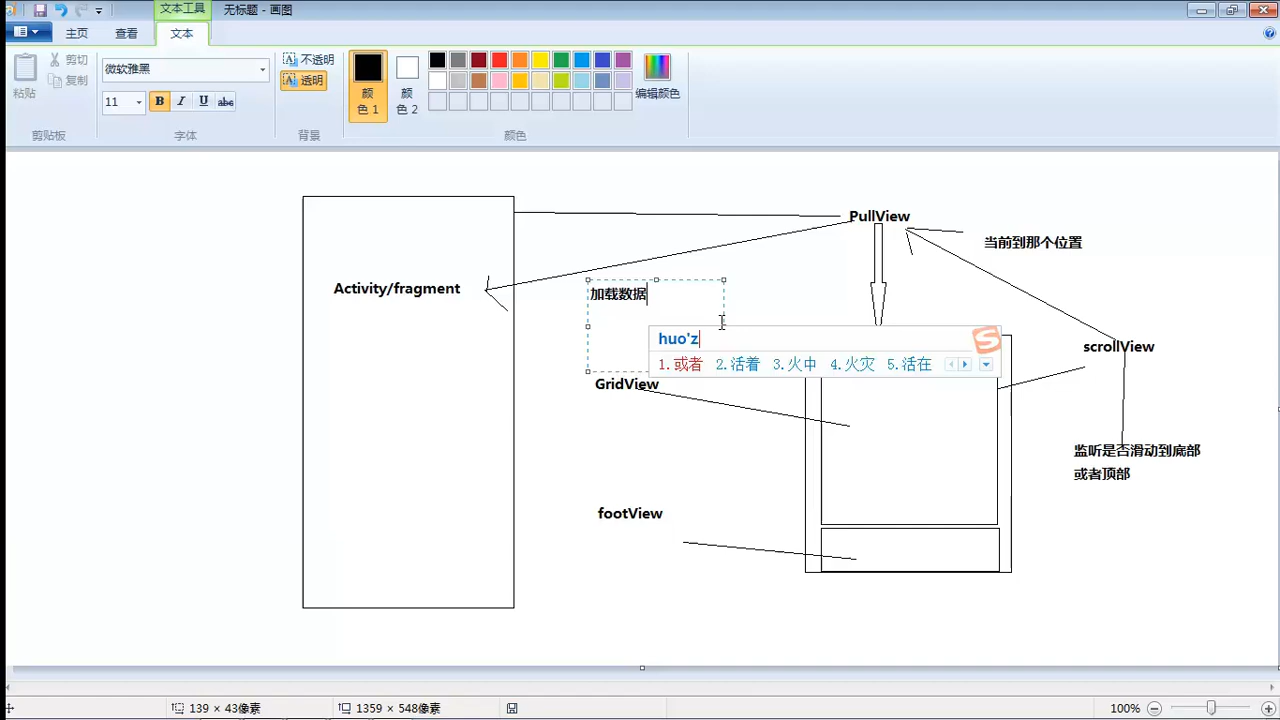 文本工具
无标题 - 画图
主页
查看
文本
粘贴
剪切
复制
剪贴板
微软雅黑
11
B I U abc
字体
不透明
透明
背景
颜
色 1
颜
色 2
编辑颜色
颜色
PullView
当前到那个位置
Activity/fragment
加载数据
huo'z
1.或者 2.活着 3.火中 4.火灾 5.活在
scrollView
GridView
监听是否滑动到底部
或者顶部
footView
139 × 43像素
1359 × 548像素
100%